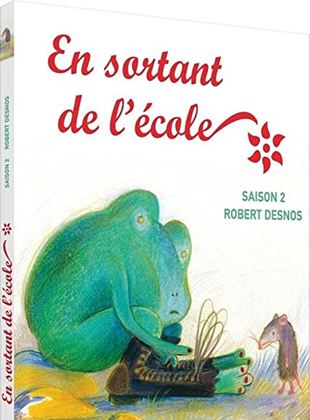 En sortant
de l'école
SAISON 2
ROBERT DESNOS
SAISON 2 ROBERT DESNOS
En sortant de l'école